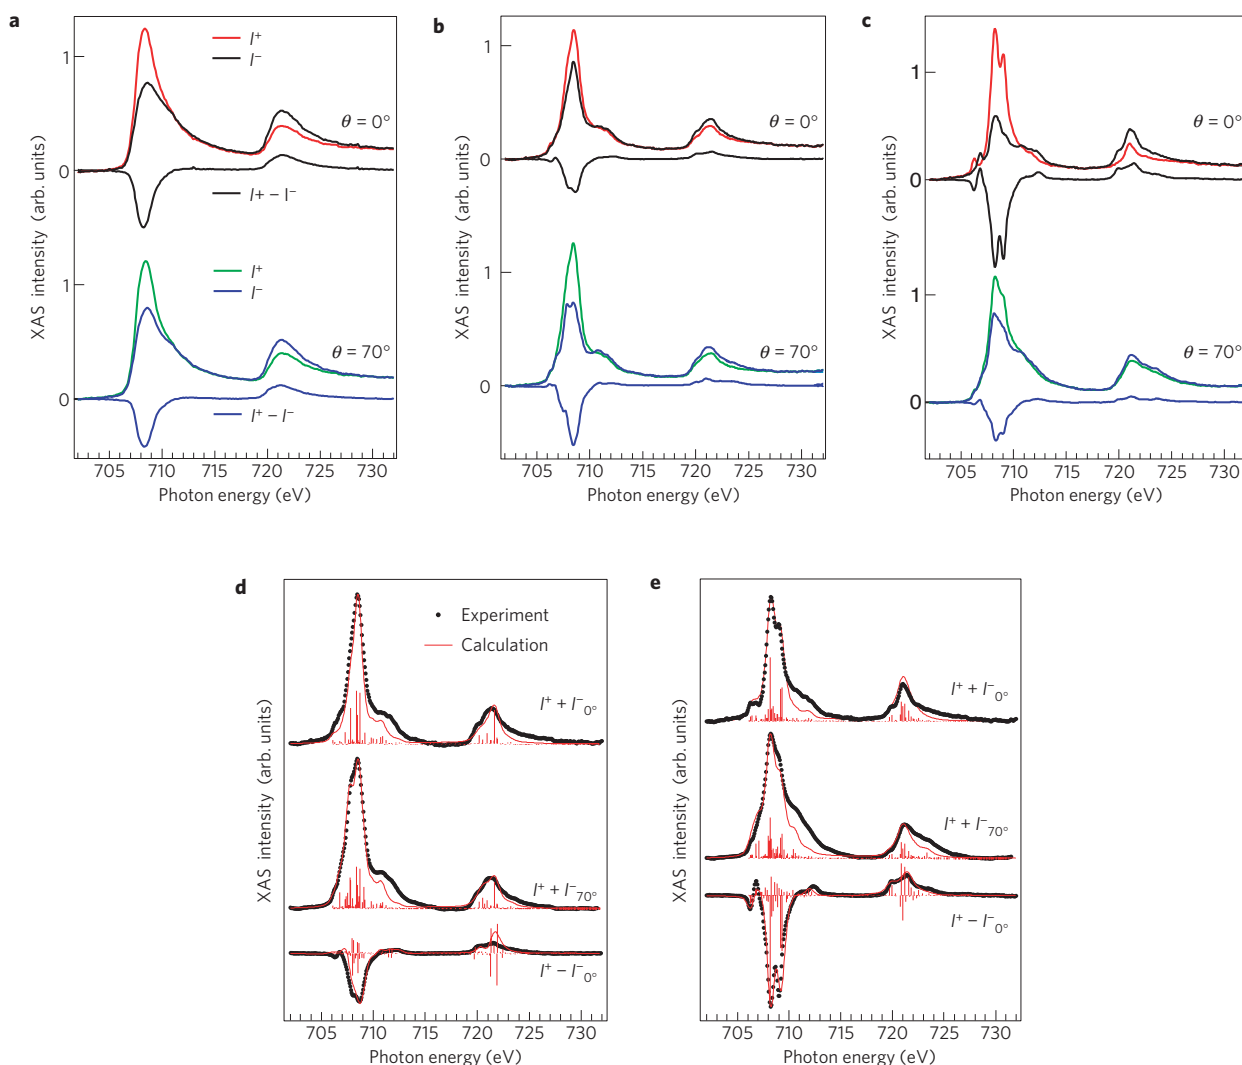 a
I⁺
I⁻
1
θ = 0°
0
I+ – I⁻
I⁺
I⁻
1
θ = 70°
0
I⁺ – I⁻
XAS intensity (arb. units)
705 710 715 720 725 730
Photon energy (eV)
b
1
θ = 0°
0
1
θ = 70°
0
XAS intensity (arb. units)
705 710 715 720 725 730
Photon energy (eV)
c
1
θ = 0°
0
1
θ = 70°
0
XAS intensity (arb. units)
705 710 715 720 725 730
Photon energy (eV)
d
Experiment
Calculation
I⁺ + I⁻0°
I⁺ + I⁻70°
I⁺ – I⁻0°
XAS intensity (arb. units)
705 710 715 720 725 730
Photon energy (eV)
e
I⁺ + I⁻0°
I⁺ + I⁻70°
I⁺ – I⁻0°
XAS intensity (arb. units)
705 710 715 720 725 730
Photon energy (eV)